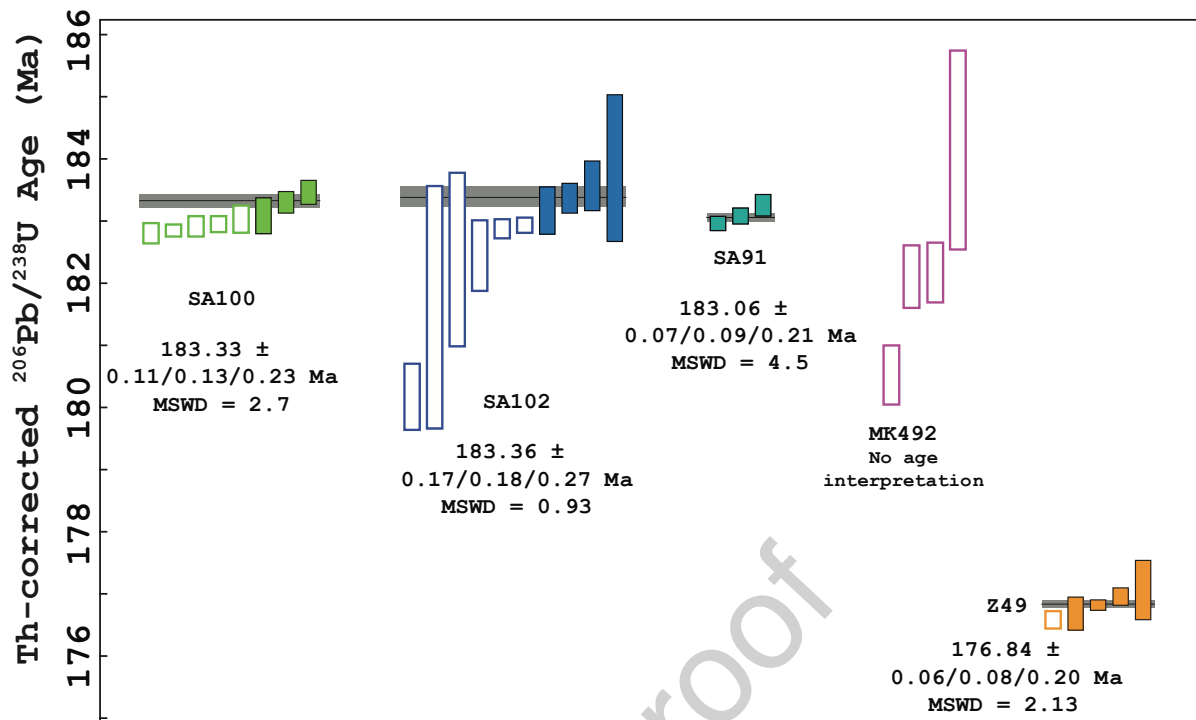 Th-corrected ²⁰⁶Pb/²³⁸U Age (Ma)
186
184
182
180
178
176
SA100
183.33 ±
0.11/0.13/0.23 Ma
MSWD = 2.7
SA102
183.36 ±
0.17/0.18/0.27 Ma
MSWD = 0.93
SA91
183.06 ±
0.07/0.09/0.21 Ma
MSWD = 4.5
MK492
No age
interpretation
Z49
176.84 ±
0.06/0.08/0.20 Ma
MSWD = 2.13
roof